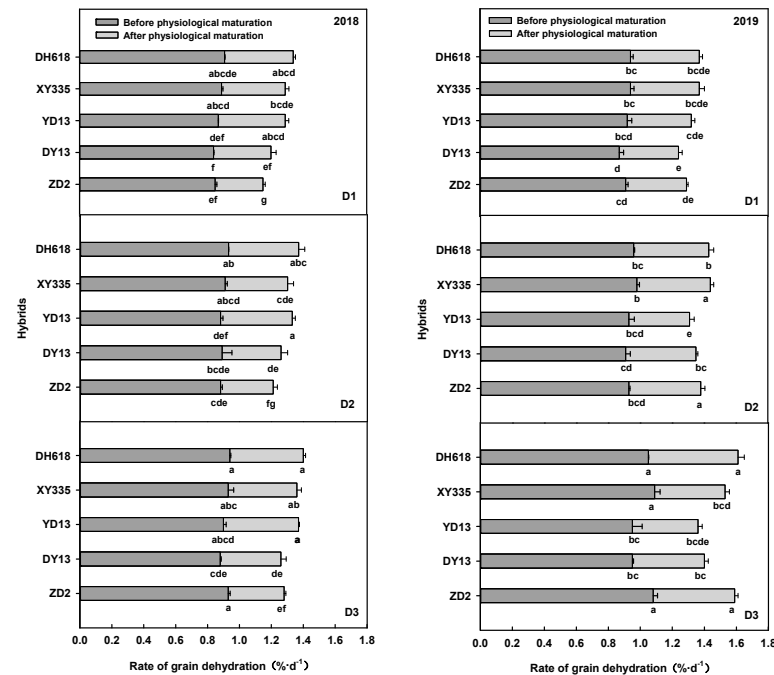 Before physiological maturation
After physiological maturation
2018
DH618
abcde
abcd
XY335
abcd
bcde
YD13
def
abcd
DY13
f
ef
ZD2
ef
g
D1
DH618
ab
abc
XY335
abcd
cde
YD13
def
a
DY13
bcde
de
ZD2
cde
fg
D2
DH618
a
a
XY335
abc
ab
YD13
abcd
a
DY13
cde
de
ZD2
a
ef
D3
Hybrids
0.0 0.2 0.4 0.6 0.8 1.0 1.2 1.4 1.6 1.8
Rate of grain dehydration (%·d-1)
Before physiological maturation
After physiological maturation
2019
DH618
bc
bcde
XY335
bc
bcde
YD13
bcd
cde
DY13
d
e
ZD2
cd
de
D1
DH618
bc
b
XY335
b
a
YD13
bcd
e
DY13
cd
bc
ZD2
bcd
a
D2
DH618
a
a
XY335
a
bcd
YD13
bc
bcde
DY13
bc
bc
ZD2
a
a
D3
Hybrids
0.0 0.2 0.4 0.6 0.8 1.0 1.2 1.4 1.6 1.8
Rate of grain dehydration (%·d-1)